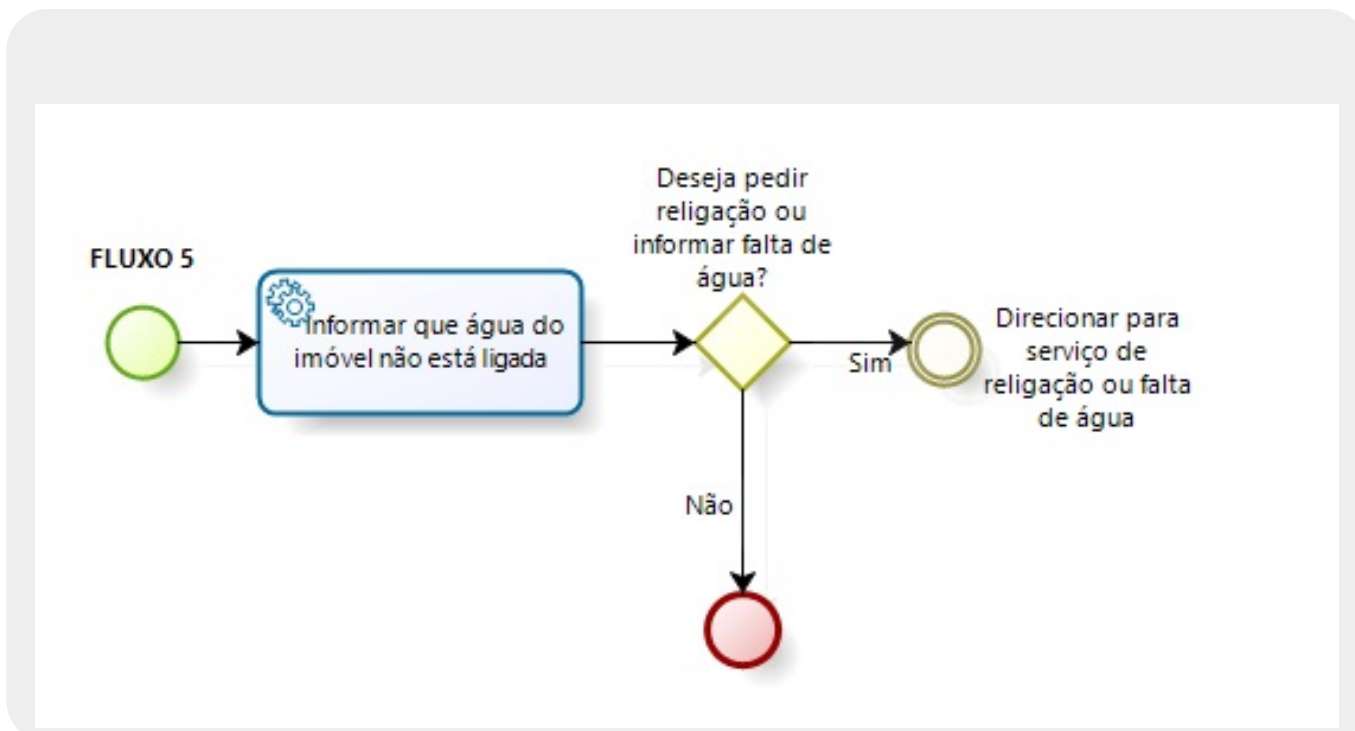 FLUXO 5
Informar que água do
imóvel não está ligada
Deseja pedir
religação ou
informar falta de
água?
Sim
Direcionar para
serviço de
religação ou falta
de água
Não